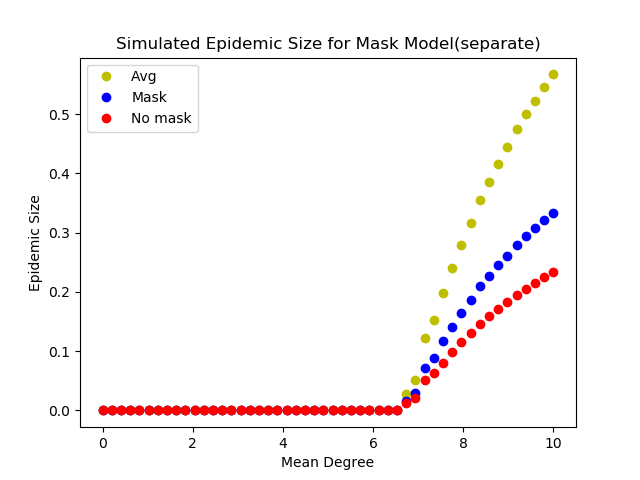 Simulated Epidemic Size for Mask Model(separate)
Avg
Mask
No mask
Epidemic Size
0.5
0.4
0.3
0.2
0.1
0.0
0 2 4 6 8 10
Mean Degree